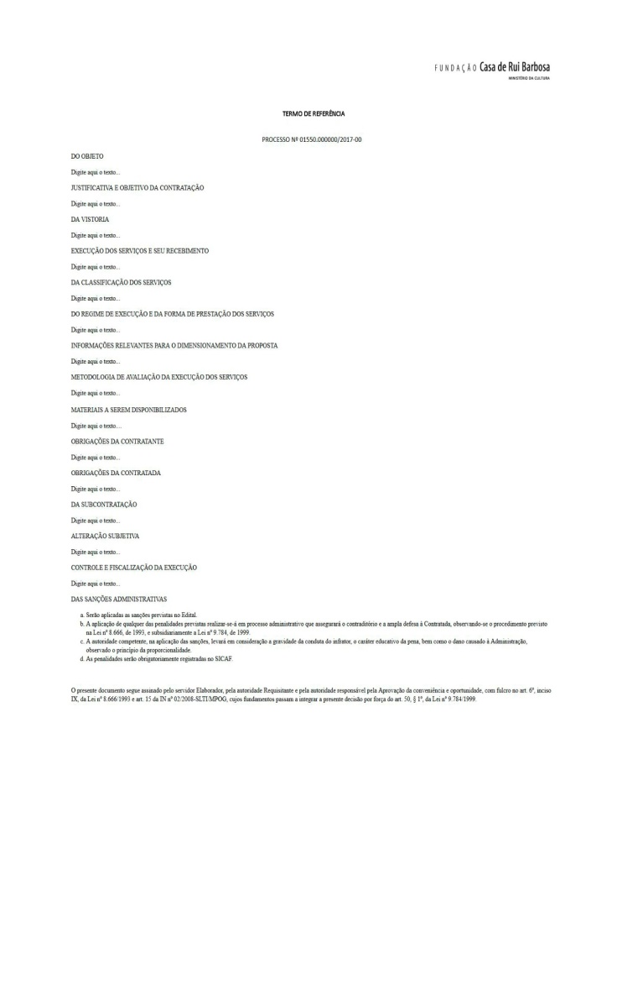 FUNDAÇÃO Casa de Rui Barbosa
MINISTÉRIO DA CULTURA
TERMO DE REFERÊNCIA
PROCESSO Nº 01550.000000/2017-00
DO OBJETO
Digite aqui o texto...
JUSTIFICATIVA E OBJETIVO DA CONTRATAÇÃO
Digite aqui o texto...
DA VISTORIA
Digite aqui o texto...
EXECUÇÃO DOS SERVIÇOS E SEU RECEBIMENTO
Digite aqui o texto...
DA CLASSIFICAÇÃO DOS SERVIÇOS
Digite aqui o texto...
DO REGIME DE EXECUÇÃO E DA FORMA DE PRESTAÇÃO DOS SERVIÇOS
Digite aqui o texto...
INFORMAÇÕES RELEVANTES PARA O DIMENSIONAMENTO DA PROPOSTA
Digite aqui o texto...
METODOLOGIA DE AVALIAÇÃO DA EXECUÇÃO DOS SERVIÇOS
Digite aqui o texto...
MATERIAIS A SEREM DISPONIBILIZADOS
Digite aqui o texto....
OBRIGAÇÕES DA CONTRATANTE
Digite aqui o texto...
OBRIGAÇÕES DA CONTRATADA
Digite aqui o texto...
DA SUBCONTRATAÇÃO
Digite aqui o texto...
ALTERAÇÃO SUBJETIVA
Digite aqui o texto...
CONTROLE E FISCALIZAÇÃO DA EXECUÇÃO
Digite aqui o texto...
DAS SANÇÕES ADMINISTRATIVAS
a. Serão aplicadas as sanções previstas no Edital.
b. A aplicação de qualquer das penalidades previstas realizar-se-á em processo administrativo que assegurará o contraditório e a ampla defesa à Contratada, observando-se o procedimento previsto
na Lei nº 8.666, de 1993, e subsidiariamente a Lei nº 9.784, de 1999.
c. A autoridade competente, na aplicação das sanções, levará em consideração a gravidade da conduta do infrator, o caráter educativo da pena, bem como o dano causado à Administração,
observado o princípio da proporcionalidade.
d. As penalidades serão obrigatoriamente registradas no SICAF.
O presente documento segue assinado pelo servidor Elaborador, pela autoridade Requisitante e pela autoridade responsável pela Aprovação da conveniência e oportunidade, com fulcro no art. 6º, inciso
IX, da Lei nº 8.666/1993 e art. 15 da IN nº 02/2008-SLTI/MPOG, cujos fundamentos passam a integrar a presente decisão por força do art. 50, § 1º, da Lei nº 9.784/1999.